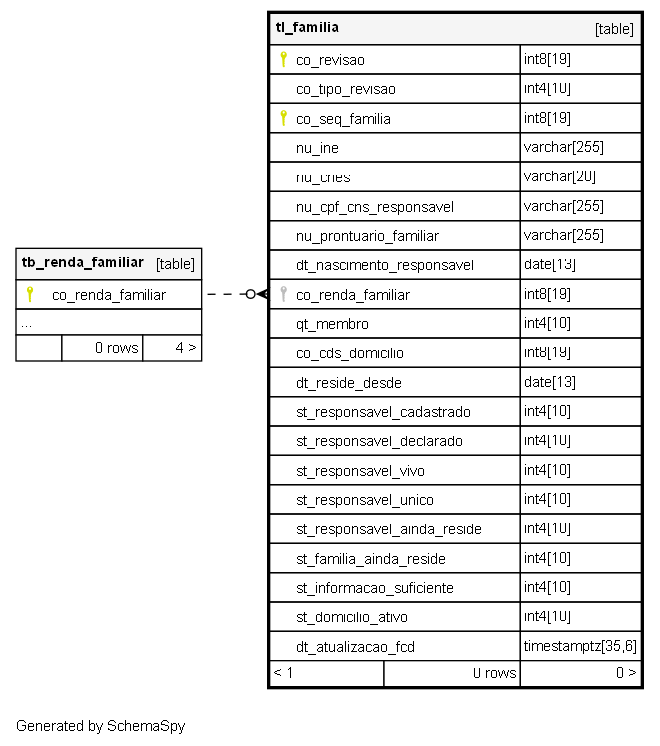 tl_familia [table]
co_revisao int8[19]
co_tipo_revisao int4[10]
co_seq_familia int8[19]
nu_ine varchar[255]
nu_cnes varchar[20]
nu_cpf_cns_responsavel varchar[255]
nu_prontuario_familiar varchar[255]
dt_nascimento_responsavel date[13]
co_renda_familiar int8[19]
qt_membro int4[10]
co_cds_domicilio int8[19]
dt_reside_desde date[13]
st_responsavel_cadastrado int4[10]
st_responsavel_declarado int4[10]
st_responsavel_vivo int4[10]
st_responsavel_unico int4[10]
st_responsavel_ainda_reside int4[10]
st_familia_ainda_reside int4[10]
st_informacao_suficiente int4[10]
st_domicilio_ativo int4[10]
dt_atualizacao_fcd timestamptz[35,6]
< 1 0 rows 0 >
tb_renda_familiar [table]
co_renda_familiar
...
0 rows 4 >
Generated by SchemaSpy